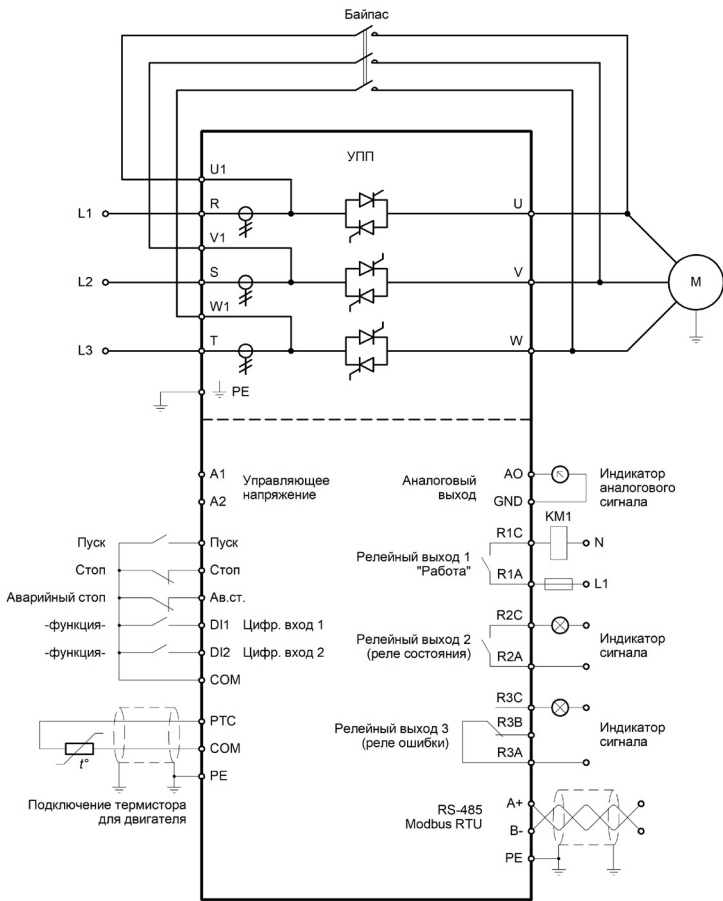 Байпас
УПП
U1
L1
R
U
V1
L2
S
V
M
W1
L3
T
W
PE
A1
A2
Управляющее
напряжение
Аналоговый
выход
AO
GND
Индикатор
аналогового
сигнала
Пуск
Пуск
Стоп
Стоп
Аварийный стоп
Ав.ст.
-функция-
DI1 Цифр. вход 1
-функция-
DI2 Цифр. вход 2
COM
Релейный выход 1
"Работа"
R1C
KM1
N
R1A
L1
Релейный выход 2
(реле состояния)
R2C
R2A
Индикатор
сигнала
PTC
COM
t°
PE
Подключение термистора
для двигателя
Релейный выход 3
(реле ошибки)
R3C
R3B
R3A
Индикатор
сигнала
RS-485
Modbus RTU
A+
B-
PE